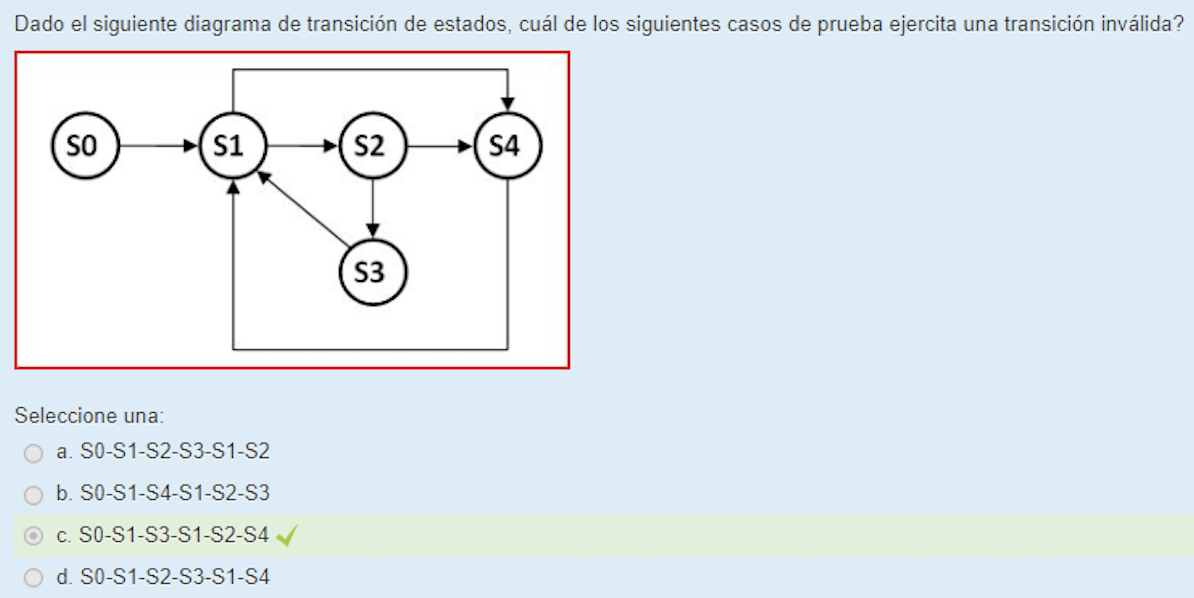 Dado el siguiente diagrama de transición de estados, cuál de los siguientes casos de prueba ejercita una transición inválida?
S0
S1
S2
S4
S3
Seleccione una:
a. S0-S1-S2-S3-S1-S2
b. S0-S1-S4-S1-S2-S3
c. S0-S1-S3-S1-S2-S4
d. S0-S1-S2-S3-S1-S4